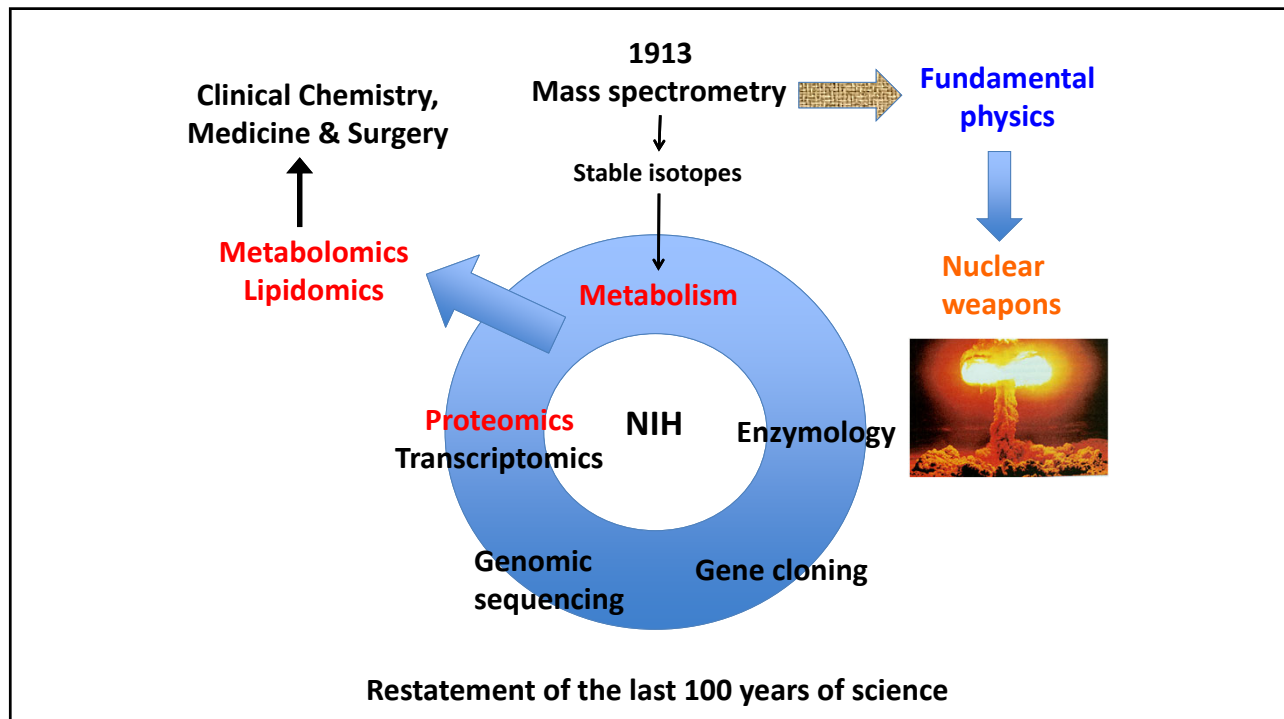 1913
Mass spectrometry
Fundamental
physics
Clinical Chemistry,
Medicine & Surgery
Stable isotopes
Metabolomics
Lipidomics
Metabolism
Nuclear
weapons
Proteomics
Transcriptomics
NIH
Enzymology
Genomic
sequencing
Gene cloning
Restatement of the last 100 years of science